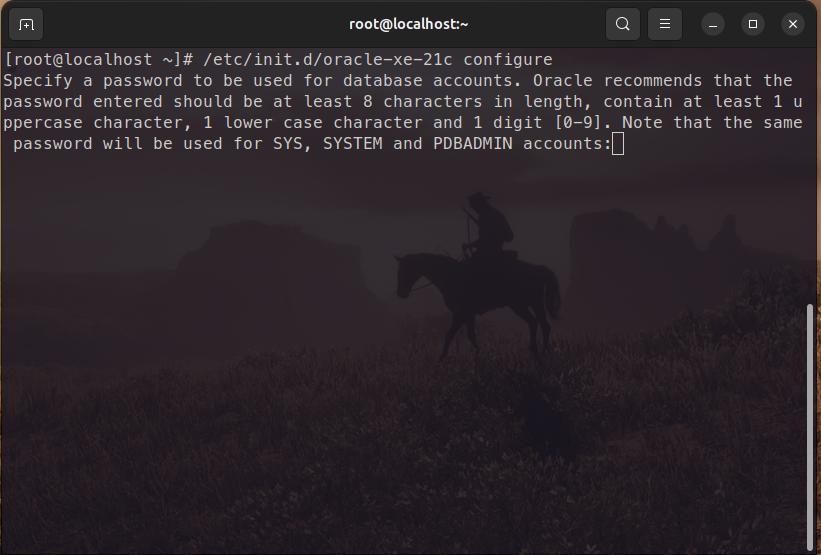 root@localhost:~
[root@localhost ~]# /etc/init.d/oracle-xe-21c configure
Specify a password to be used for database accounts. Oracle recommends that the
password entered should be at least 8 characters in length, contain at least 1 u
ppercase character, 1 lower case character and 1 digit [0-9]. Note that the same
 password will be used for SYS, SYSTEM and PDBADMIN accounts: